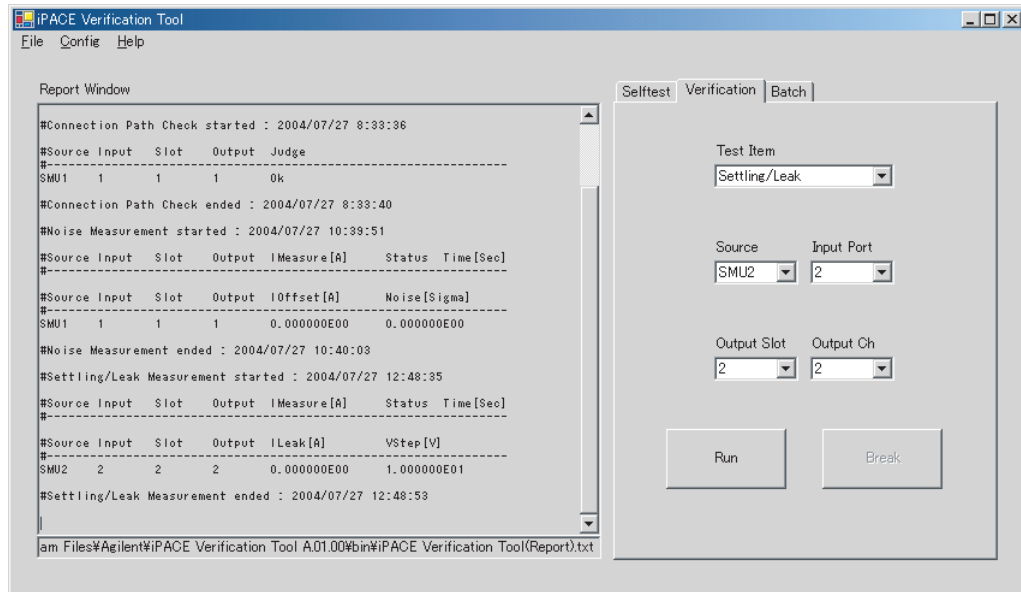 iPACE Verification Tool
File Config Help
Report Window
#Connection Path Check started : 2004/07/27 8:33:36
#Source Input Slot Output Judge
#--------------------------------------------------------------
SMU1 1 1 1 Ok
#Connection Path Check ended : 2004/07/27 8:33:40
#Noise Measurement started : 2004/07/27 10:39:51
#Source Input Slot Output IMeasure[A] Status Time[Sec]
#--------------------------------------------------------------
#Source Input Slot Output IOffset[A] Noise[Sigma]
#--------------------------------------------------------------
SMU1 1 1 1 0.000000E00 0.000000E00
#Noise Measurement ended : 2004/07/27 10:40:03
#Settling/Leak Measurement started : 2004/07/27 12:48:35
#Source Input Slot Output IMeasure[A] Status Time[Sec]
#--------------------------------------------------------------
#Source Input Slot Output ILeak[A] VStep[V]
#--------------------------------------------------------------
SMU2 2 2 2 0.000000E00 1.000000E01
#Settling/Leak Measurement ended : 2004/07/27 12:48:53
am Files¥Agilent¥iPACE Verification Tool A.01.00¥bin¥iPACE Verification Tool(Report).txt
Selftest Verification Batch
Test Item
Settling/Leak
Source Input Port
SMU2 2
Output Slot Output Ch
2 2
Run Break